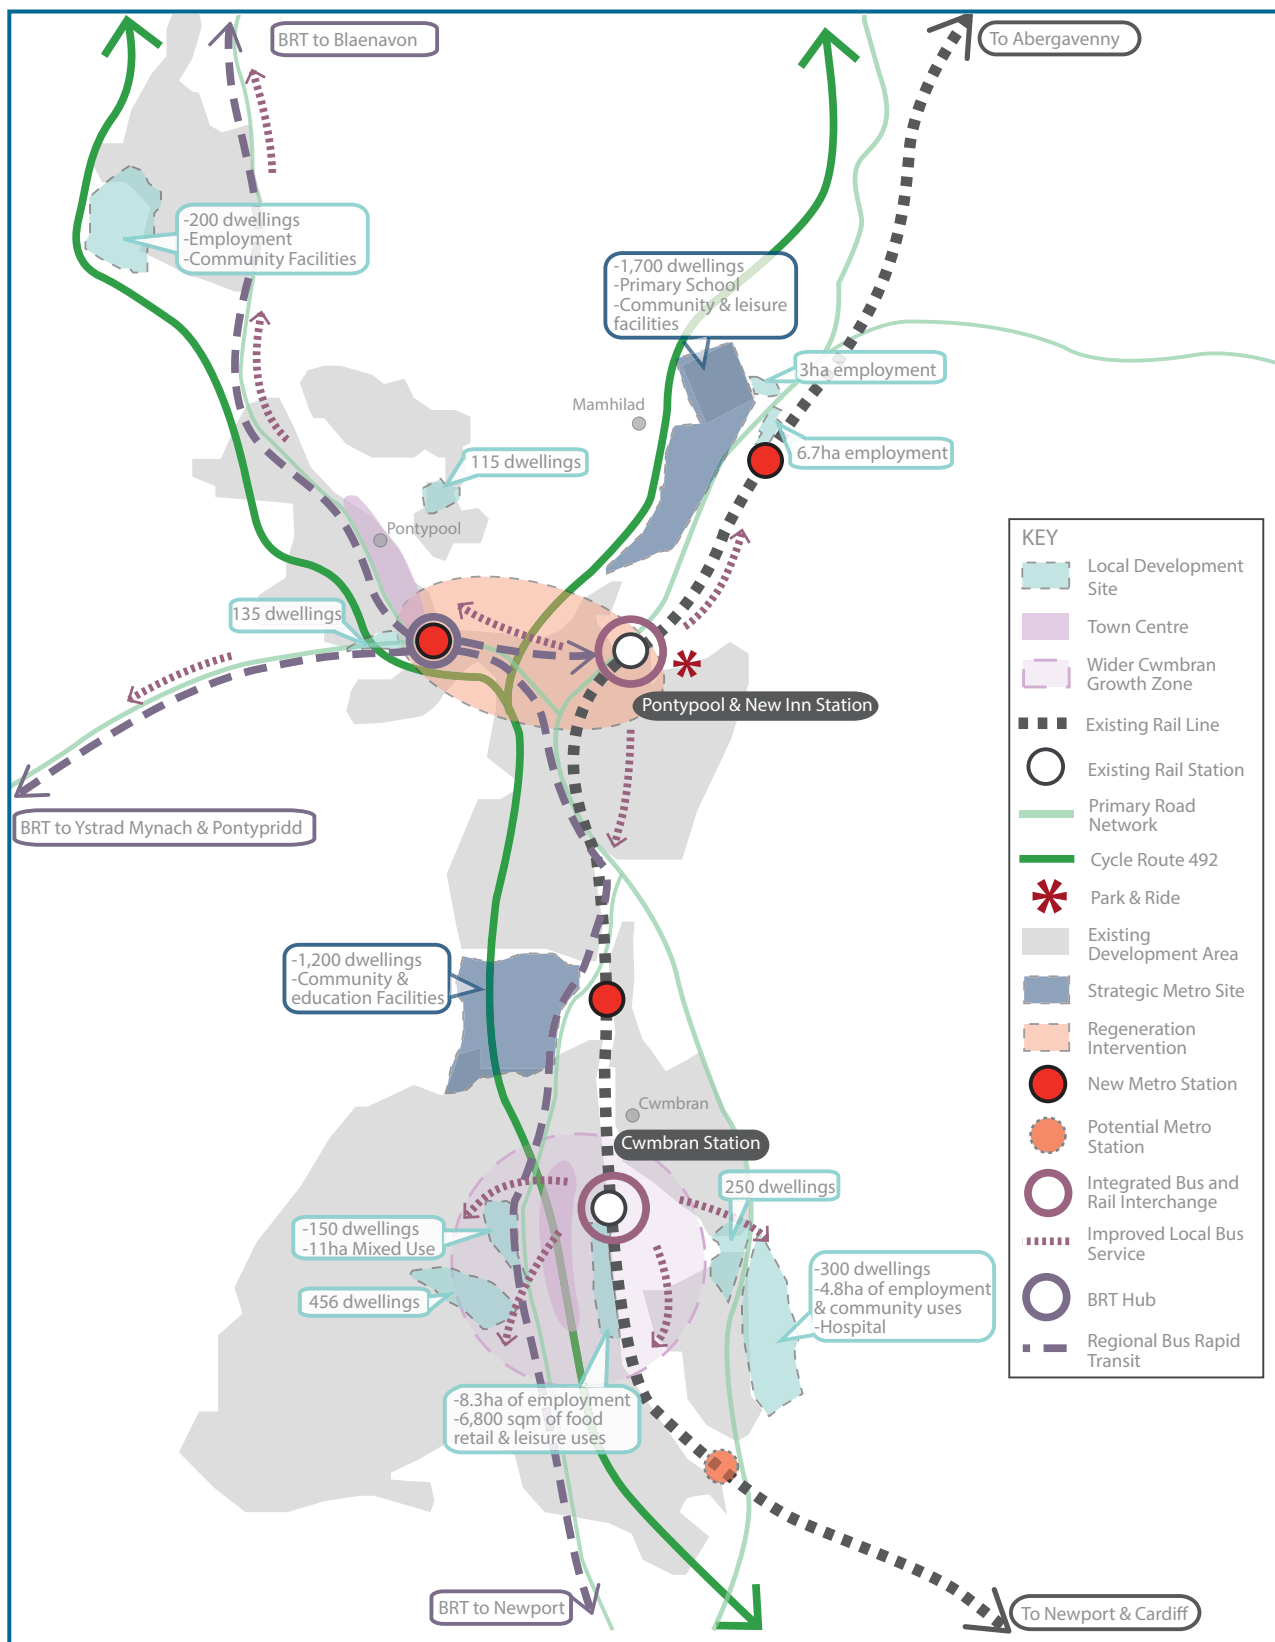 BRT to Blaenavon
To Abergavenny
-200 dwellings
-Employment
-Community Facilities
-1,700 dwellings
-Primary School
-Community & leisure
facilities
3ha employment
Mamhilad
6.7ha employment
115 dwellings
Pontypool
135 dwellings
Pontypool & New Inn Station
BRT to Ystrad Mynach & Pontypridd
-1,200 dwellings
-Community &
education Facilities
Cwmbran
Cwmbran Station
250 dwellings
-150 dwellings
-11ha Mixed Use
456 dwellings
-300 dwellings
-4.8ha of employment
& community uses
-Hospital
-8.3ha of employment
-6,800 sqm of food
retail & leisure uses
BRT to Newport
To Newport & Cardiff
KEY
Local Development
Site
Town Centre
Wider Cwmbran
Growth Zone
Existing Rail Line
Existing Rail Station
Primary Road
Network
Cycle Route 492
Park & Ride
Existing
Development Area
Strategic Metro Site
Regeneration
Intervention
New Metro Station
Potential Metro
Station
Integrated Bus and
Rail Interchange
Improved Local Bus
Service
BRT Hub
Regional Bus Rapid
Transit